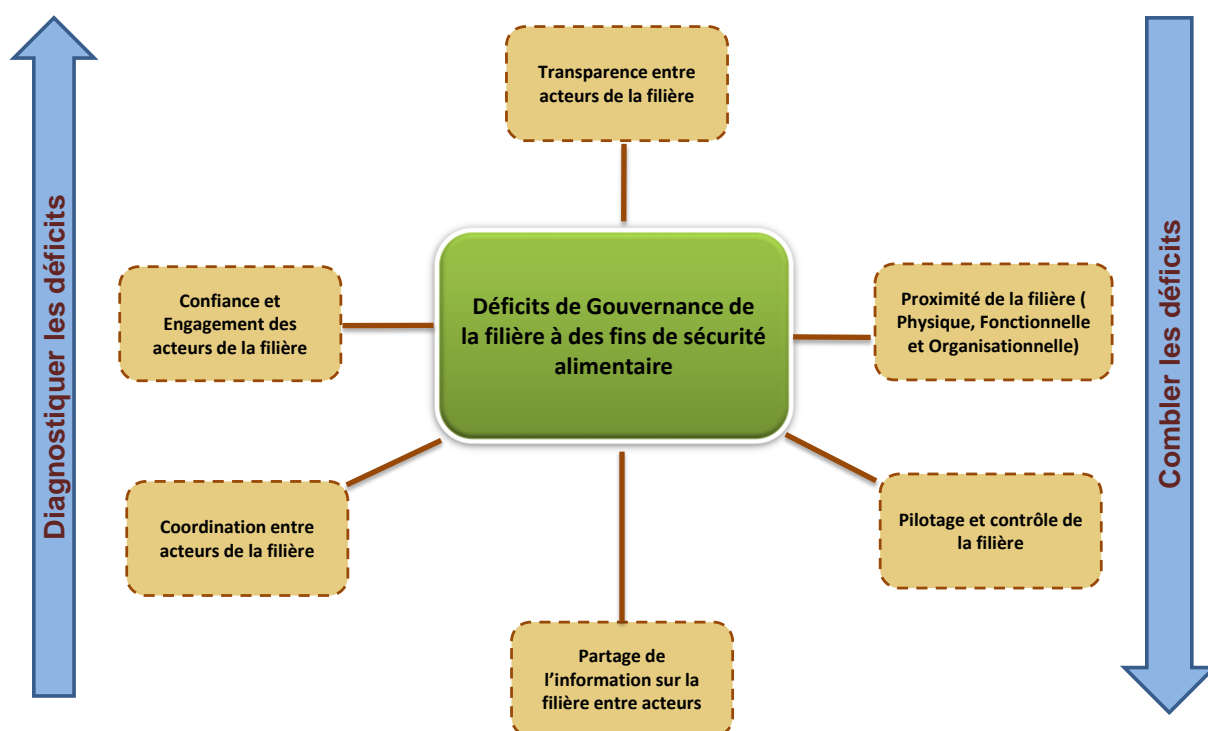 Transparence entre
acteurs de la filière
Diagnostiquer les déficits
Confiance et
Engagement des
acteurs de la filière
Déficits de Gouvernance de
la filière à des fins de sécurité
alimentaire
Proximité de la filière (
Physique, Fonctionnelle
et Organisationnelle)
Combler les déficits
Coordination entre
acteurs de la filière
Pilotage et contrôle de
la filière
Partage de
l’information sur la
filière entre acteurs